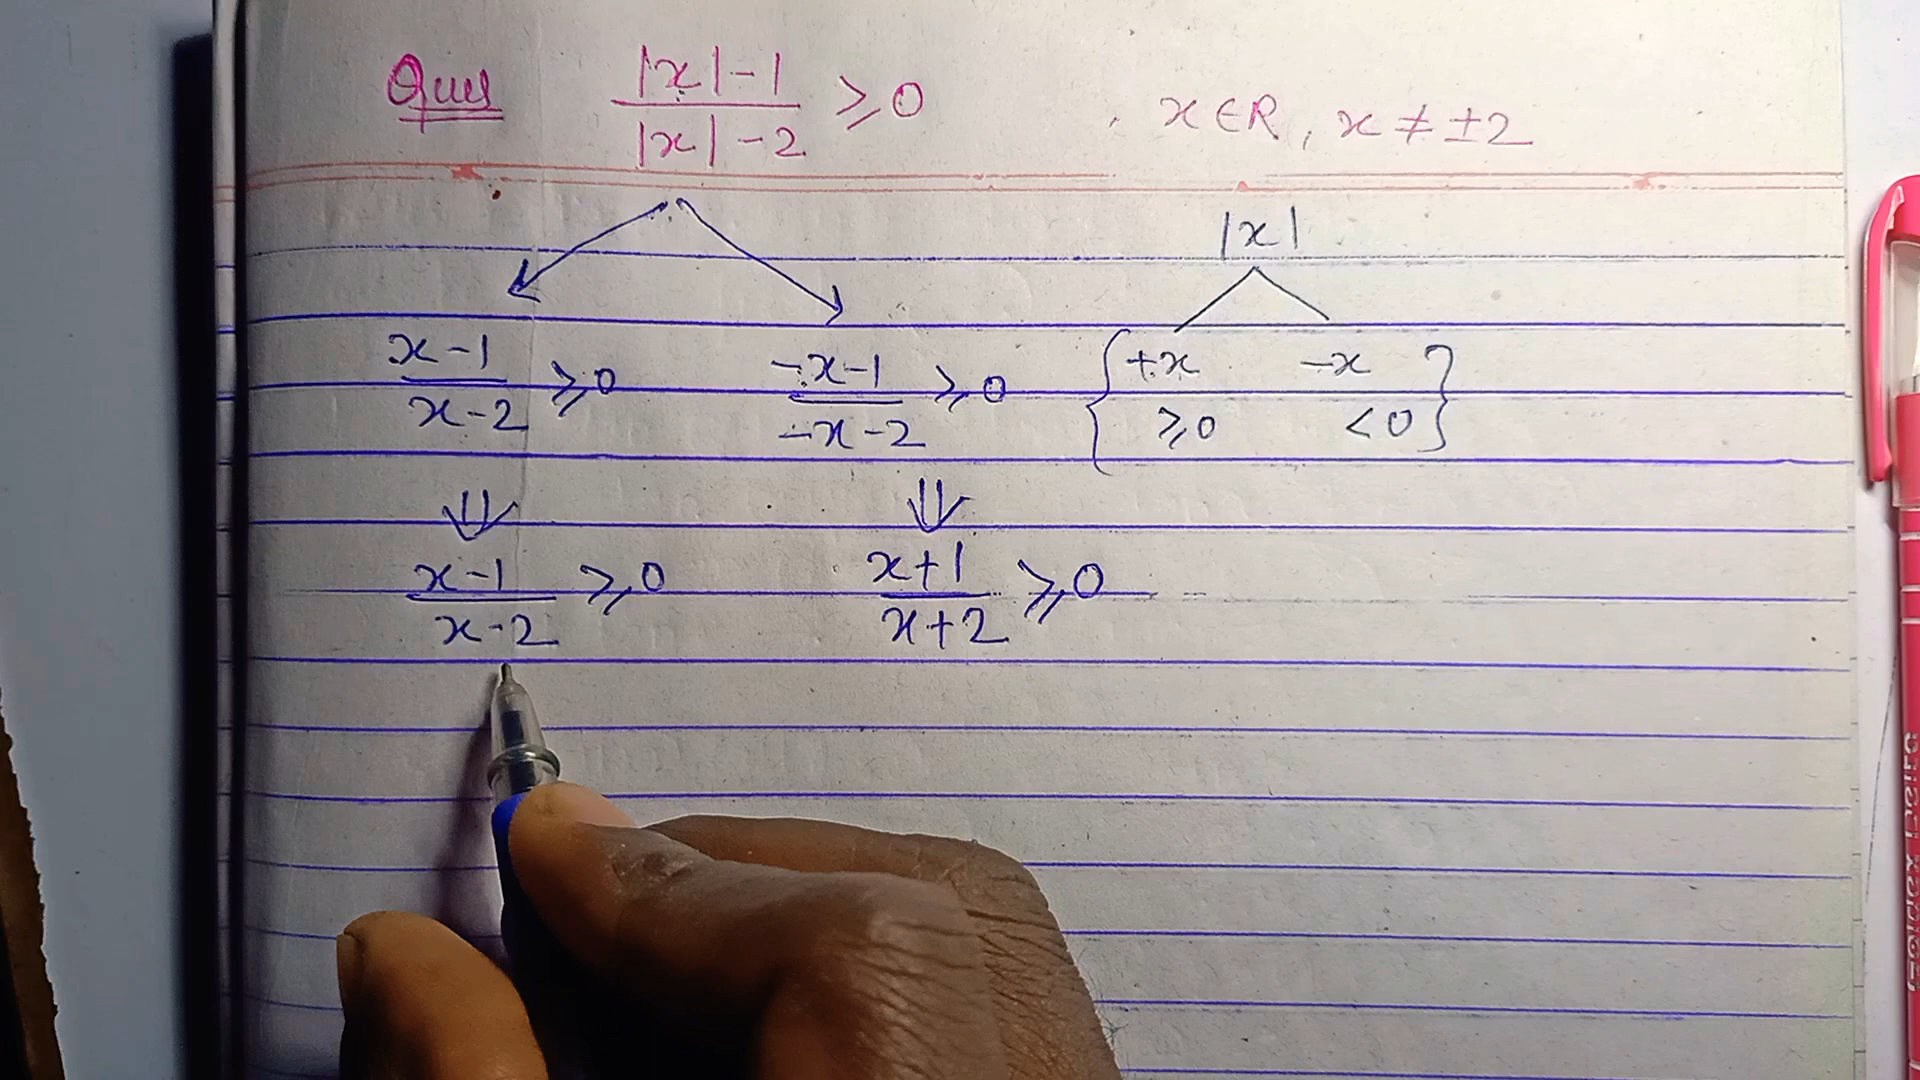 Ques (|x|-1)/(|x|-2) ≥ 0 , x ∈ R, x ≠ ±2
|x|
(x-1)/(x-2) ≥ 0 (-x-1)/(-x-2) ≥ 0 { +x -x }
≥0 <0
⇓ ⇓
(x-1)/(x-2) ≥ 0 (x+1)/(x+2) ≥ 0